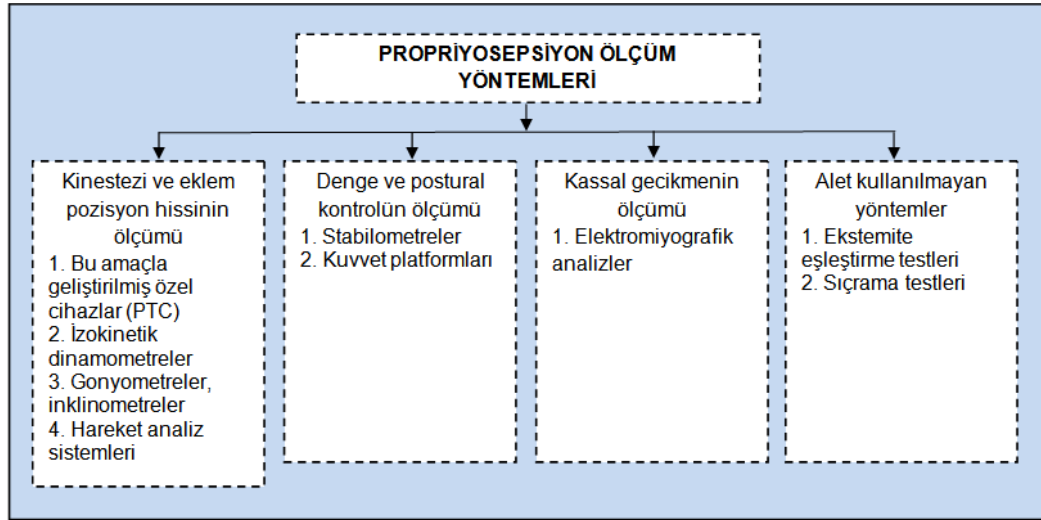 PROPRİYOSEPSİYON ÖLÇÜM
YÖNTEMLERİ
Kinestezi ve eklem
pozisyon hissinin
ölçümü
1. Bu amaçla
geliştirilmiş özel
cihazlar (PTC)
2. İzokinetik
dinamometreler
3. Gonyometreler,
inklinometreler
4. Hareket analiz
sistemleri
Denge ve postural
kontrolün ölçümü
1. Stabilometreler
2. Kuvvet platformları
Kassal gecikmenin
ölçümü
1. Elektromiyografik
analizler
Alet kullanılmayan
yöntemler
1. Ekstemite
eşleştirme testleri
2. Sıçrama testleri